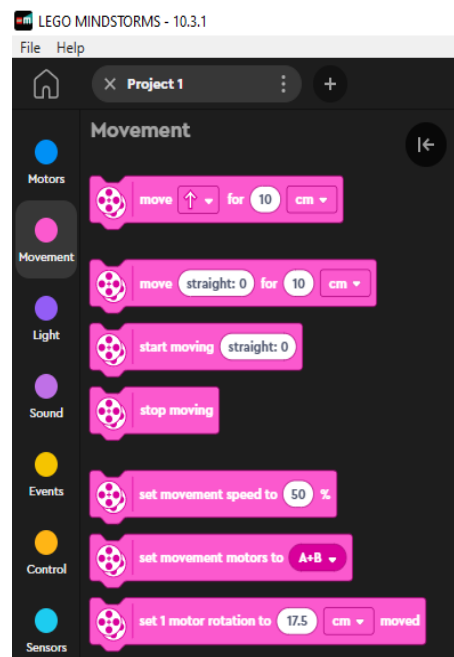 LEGO MINDSTORMS - 10.3.1
File Help
Project 1
Movement
Motors
Movement
Light
Sound
Events
Control
Sensors
move for 10 cm
move straight: 0 for 10 cm
start moving straight: 0
stop moving
set movement speed to 50 %
set movement motors to A+B
set 1 motor rotation to 17.5 cm moved